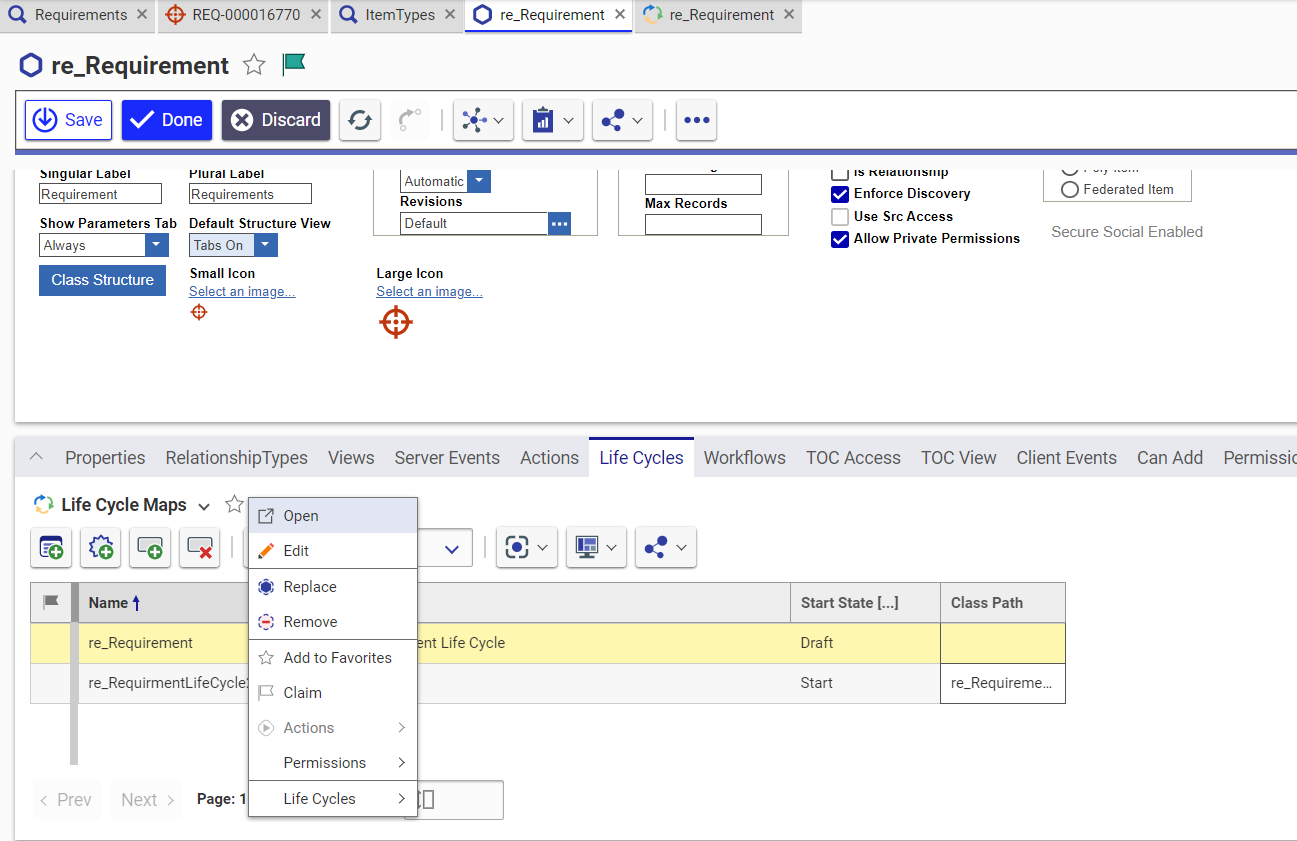 Requirements
REQ-000016770
ItemTypes
re_Requirement
re_Requirement
re_Requirement
Save
Done
Discard
Singular Label
Plural Label
Requirement
Requirements
Automatic
Revisions
Default
Max Records
Is Relationship
Enforce Discovery
Use Src Access
Allow Private Permissions
Poly Item
Federated Item
Secure Social Enabled
Show Parameters Tab
Default Structure View
Always
Tabs On
Class Structure
Small Icon
Select an image...
Large Icon
Select an image...
Properties
RelationshipTypes
Views
Server Events
Actions
Life Cycles
Workflows
TOC Access
TOC View
Client Events
Can Add
Permissio
Life Cycle Maps
Open
Edit
Replace
Remove
Add to Favorites
Claim
Actions
Permissions
Life Cycles
Name
Start State [...]
Class Path
re_Requirement
ent Life Cycle
Draft
re_RequirmentLifeCycle
Start
re_Requireme...
Prev
Next
Page: 1